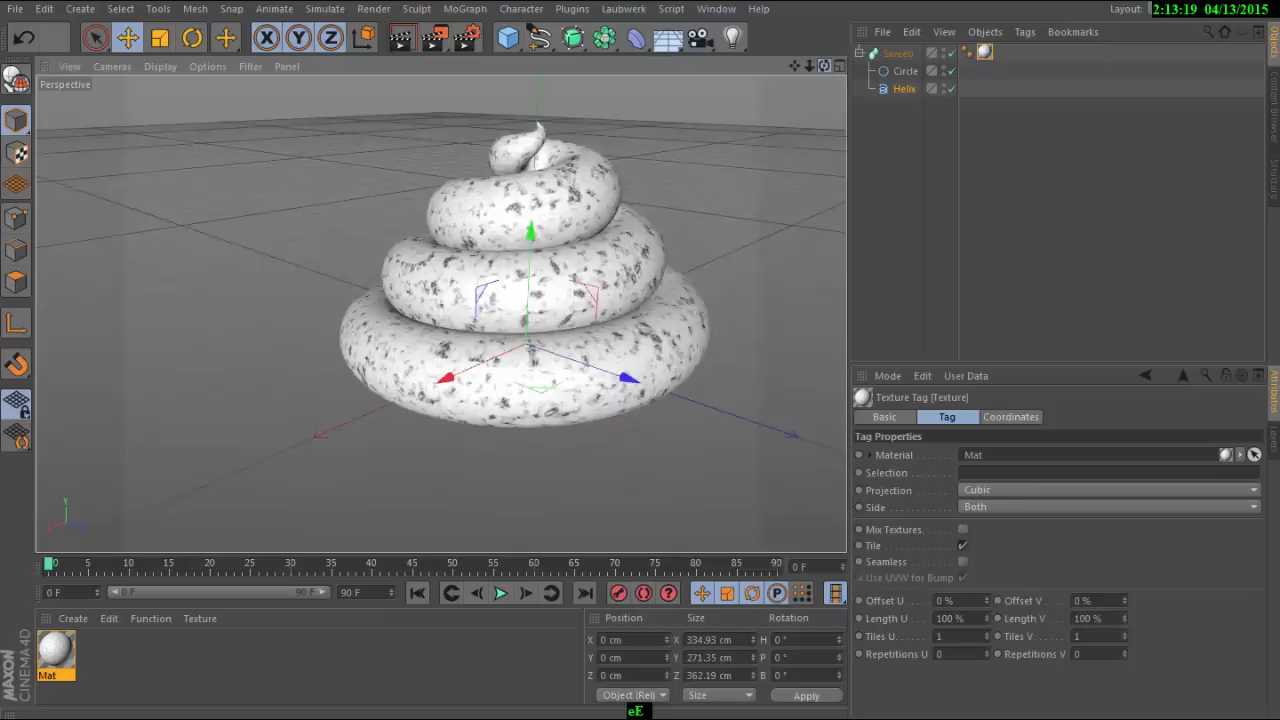 File Edit Create Select Tools Mesh Snap Animate Simulate Render Sculpt MoGraph Character Plugins Laubwerk Script Window Help Layout: 2:13:19 04/13/2015
File Edit View Objects Tags Bookmarks
View Cameras Display Options Filter Panel
Perspective
Sweep
Circle
Helix
Objects
Content Browser
Structure
Mode Edit User Data
Attributes
Layers
Texture Tag [Texture]
Basic Tag Coordinates
Tag Properties
Material Mat
Selection
Projection Cubic
Side Both
Mix Textures
Tile
Seamless
Use UVW for Bump
Offset U 0 % Offset V 0 %
Length U 100 % Length V 100 %
Tiles U 1 Tiles V 1
Repetitions U 0 Repetitions V 0
Y
0 5 10 15 20 25 30 35 40 45 50 55 60 65 70 75 80 85 90 0 F
0 F 0 F 90 F 90 F
Create Edit Function Texture
Mat
Position Size Rotation
X 0 cm X 334.93 cm H 0 °
Y 0 cm Y 271.35 cm P 0 °
Z 0 cm Z 362.19 cm B 0 °
Object (Rel) Size Apply
MAXON
CINEMA 4D
eE